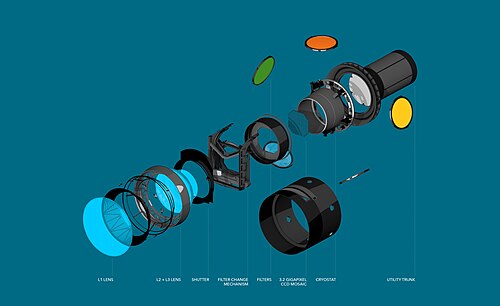 L1 LENS
L2 + L3 LENS
SHUTTER
FILTER CHANGE
MECHANISM
FILTERS
3.2 GIGAPIXEL
CCD MOSAIC
CRYOSTAT
UTILITY TRUNK